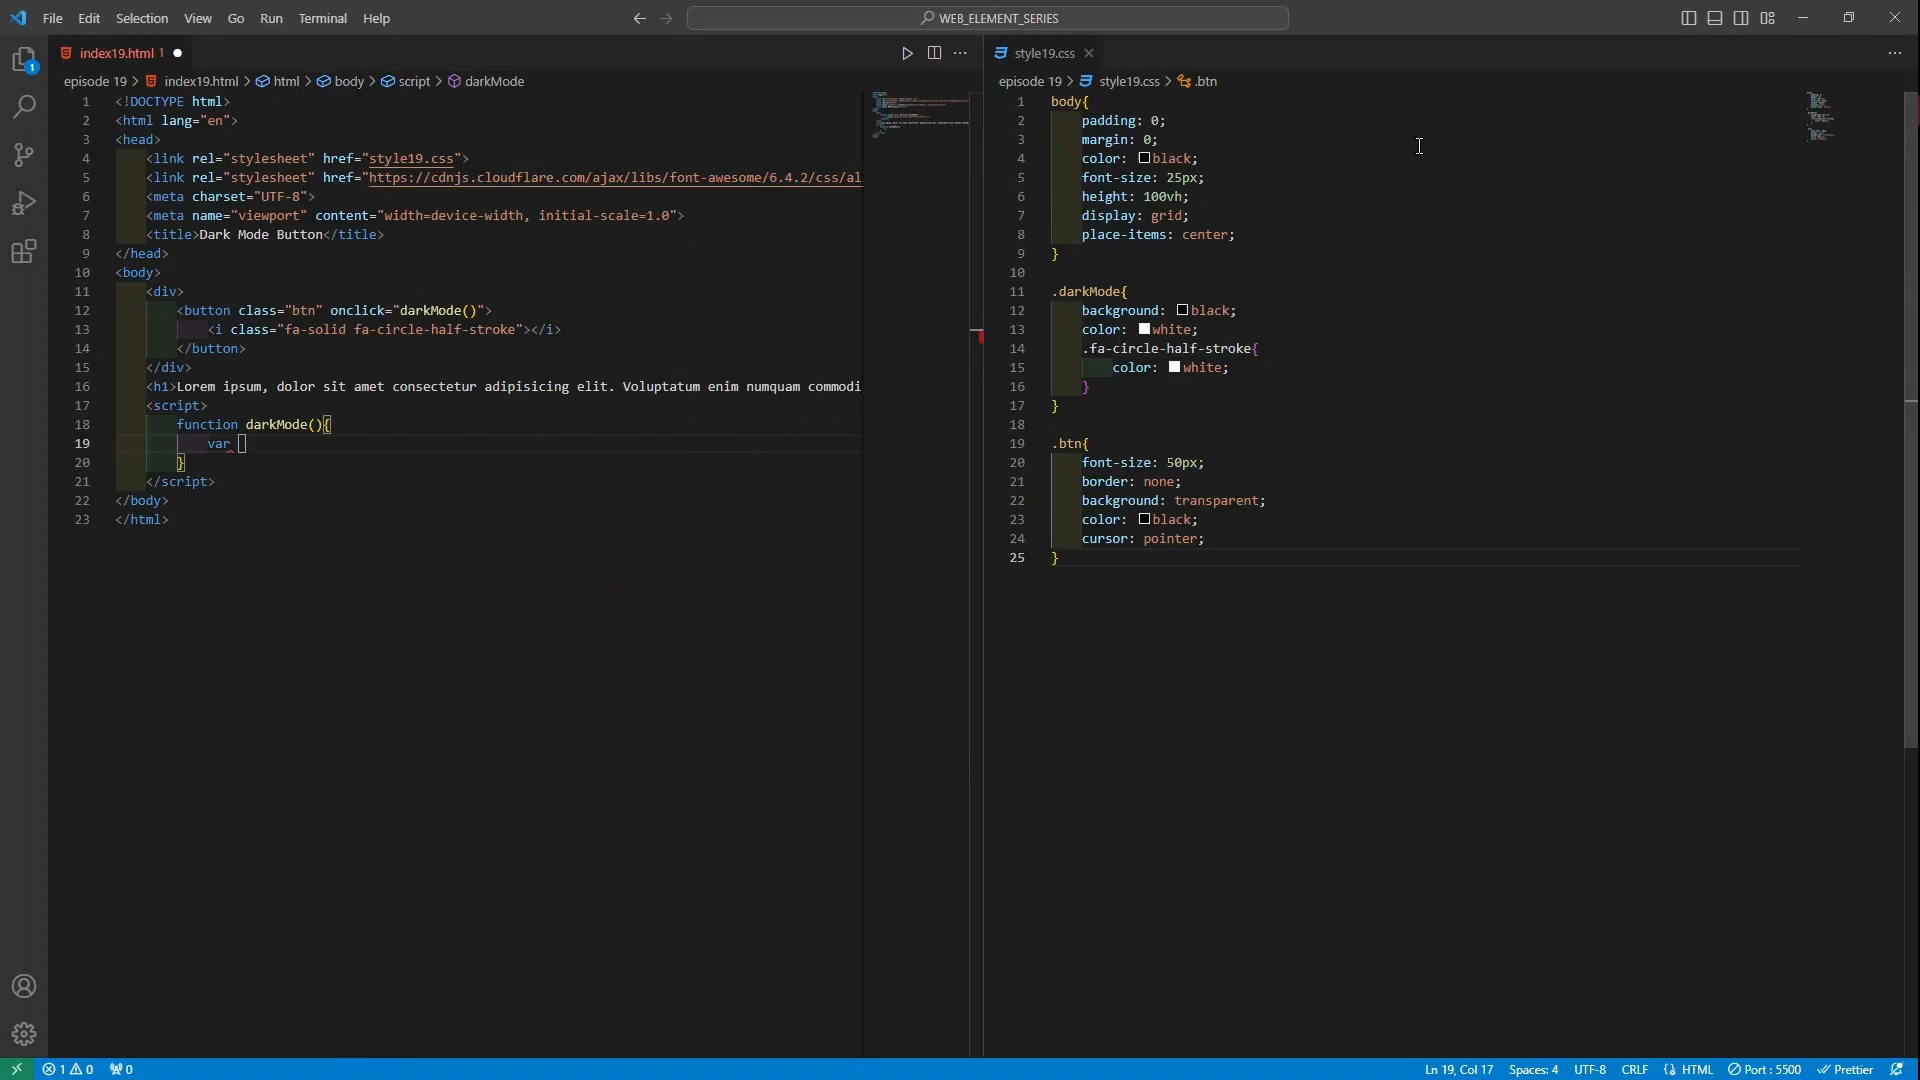 File Edit Selection View Go Run Terminal Help
WEB_ELEMENT_SERIES
1
index19.html 1
episode 19 > index19.html > html > body > script > darkMode
1 <!DOCTYPE html>
2 <html lang="en">
3 <head>
4 <link rel="stylesheet" href="style19.css">
5 <link rel="stylesheet" href="https://cdnjs.cloudflare.com/ajax/libs/font-awesome/6.4.2/css/al
6 <meta charset="UTF-8">
7 <meta name="viewport" content="width=device-width, initial-scale=1.0">
8 <title>Dark Mode Button</title>
9 </head>
10 <body>
11 <div>
12 <button class="btn" onclick="darkMode()">
13 <i class="fa-solid fa-circle-half-stroke"></i>
14 </button>
15 </div>
16 <h1>Lorem ipsum, dolor sit amet consectetur adipisicing elit. Voluptatum enim numquam commodi,
17 <script>
18 function darkMode(){
19 var
20 }
21 </script>
22 </body>
23 </html>
style19.css
episode 19 > style19.css > .btn
1 body{
2 padding: 0;
3 margin: 0;
4 color: black;
5 font-size: 25px;
6 height: 100vh;
7 display: grid;
8 place-items: center;
9 }
10
11 .darkMode{
12 background: black;
13 color: white;
14 .fa-circle-half-stroke{
15 color: white;
16 }
17 }
18
19 .btn{
20 font-size: 50px;
21 border: none;
22 background: transparent;
23 color: black;
24 cursor: pointer;
25 }
1 0 0 Ln 19, Col 17 Spaces: 4 UTF-8 CRLF {} HTML Port : 5500 Prettier